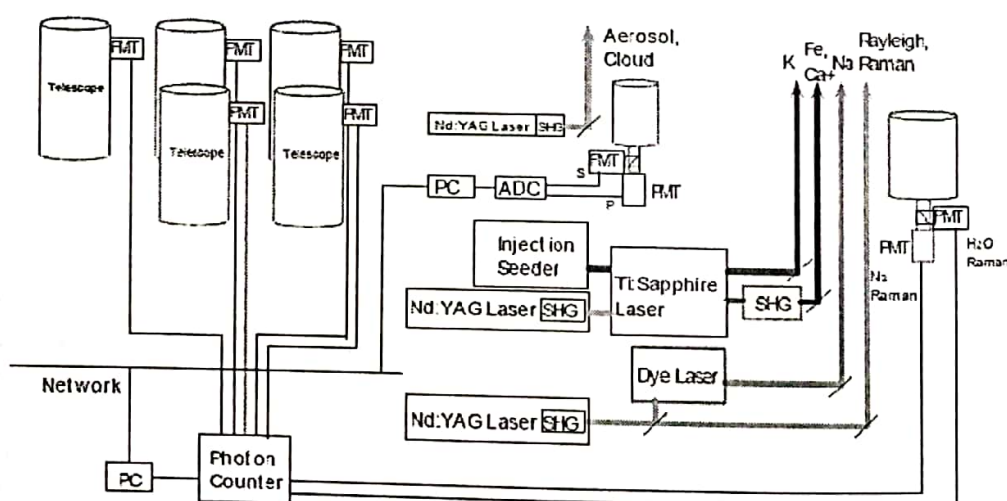 PMT
PMT
PMT
Telescope
PMT
PMT
Telescope
Telescope
Aerosol,
Cloud
Nd:YAG Laser SHG
PMT
S
P
PMT
PC
ADC
K
Fe,
Ca+
Na
Rayleigh,
Raman
PMT
PMT
H2O
Raman
N2
Raman
Injection
Seeder
Ti:Sapphire
Laser
Nd:YAG Laser SHG
SHG
Dye Laser
Nd:YAG Laser SHG
Network
PC
Photon
Counter